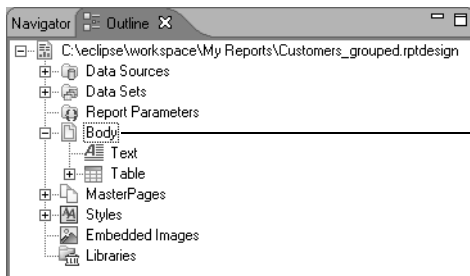 Navigator Outline
C:\eclipse\workspace\My Reports\Customers_grouped.rptdesign
Data Sources
Data Sets
Report Parameters
Body
Text
Table
MasterPages
Styles
Embedded Images
Libraries